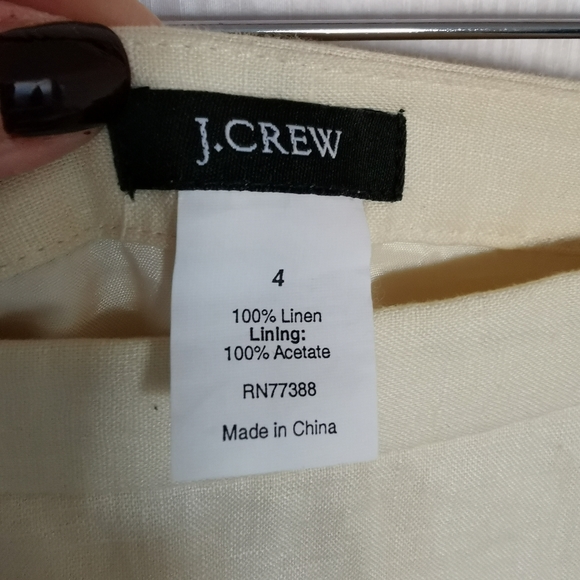 J.CREW
4
100% Linen
Lining:
100% Acetate
RN77388
Made in China